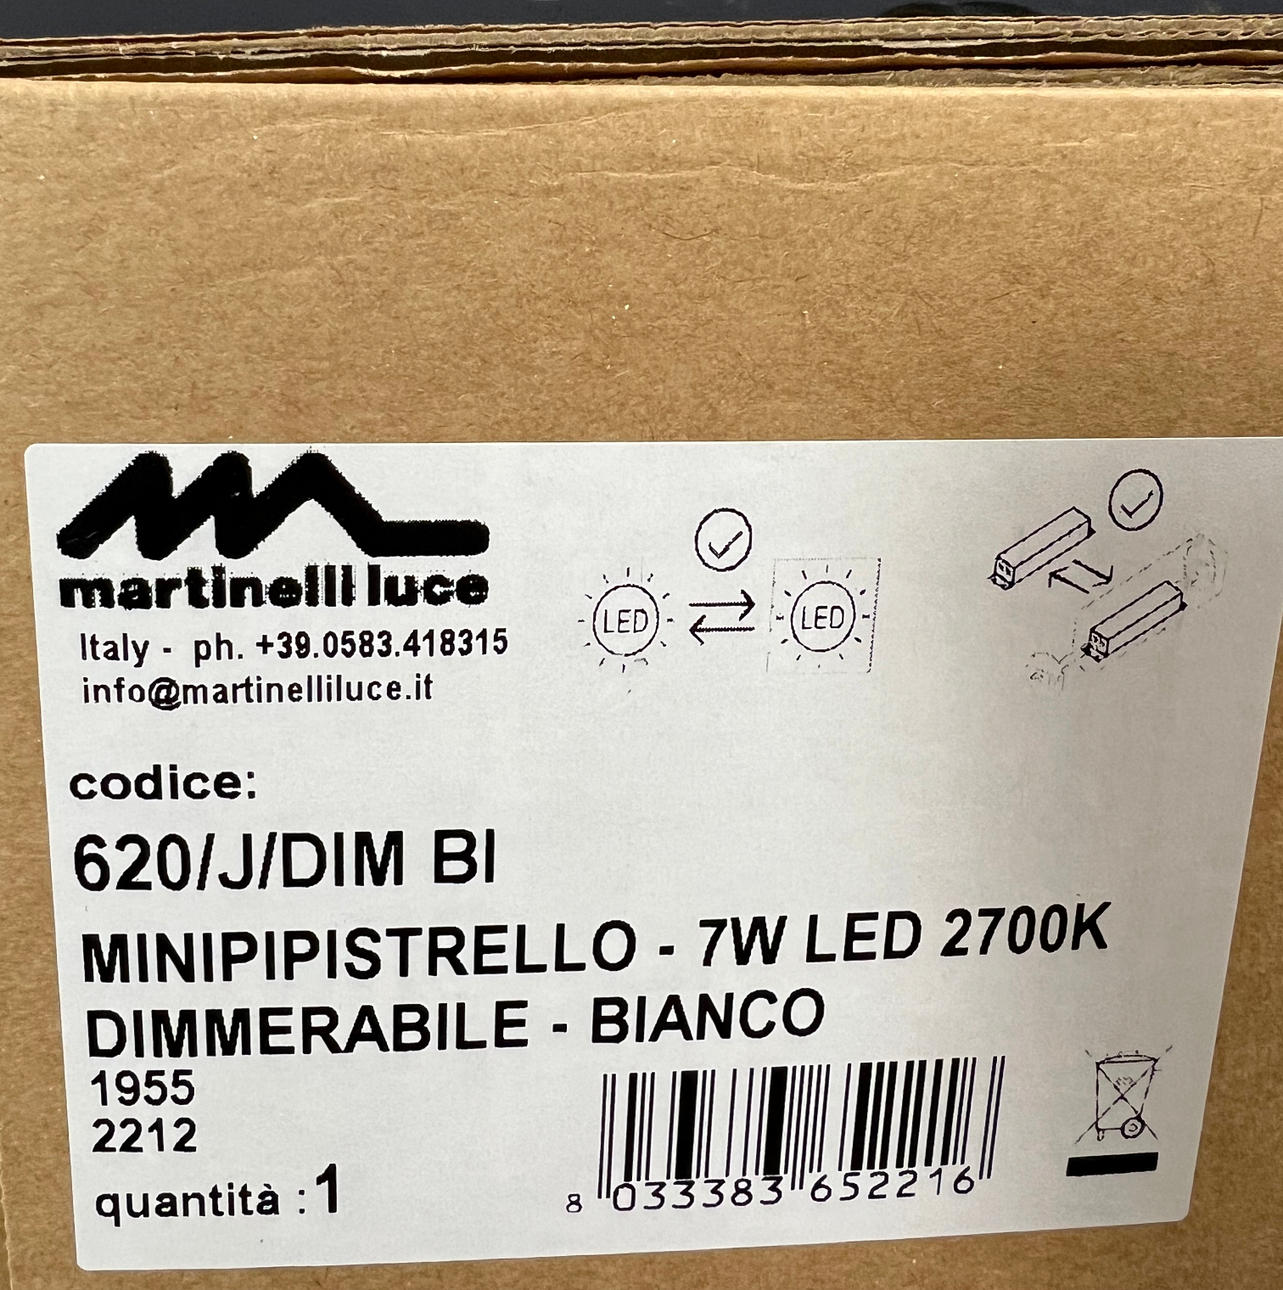 martinelli luce
Italy - ph. +39.0583.418315
info@martinelliluce.it
LED
LED
codice:
620/J/DIM BI
MINIPIPISTRELLO - 7W LED 2700K
DIMMERABILE - BIANCO
1955
2212
quantità : 1
8 033383 652216